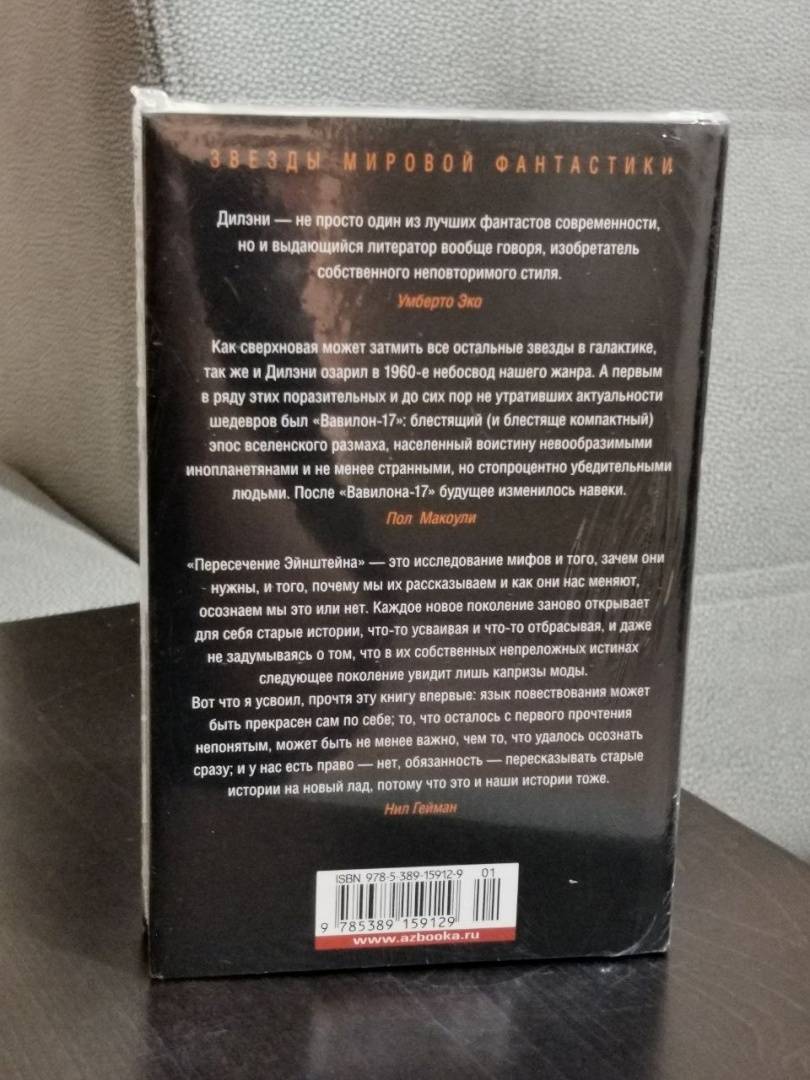 ЗВЕЗДЫ МИРОВОЙ ФАНТАСТИКИ
Дилэни — не просто один из лучших фантастов современности,
но и выдающийся литератор вообще говоря, изобретатель
собственного неповторимого стиля.
Умберто Эко
Как сверхновая может затмить все остальные звезды в галактике,
так же и Дилэни озарил в 1960-е небосвод нашего жанра. А первым
в ряду этих поразительных и до сих пор не утративших актуальности
шедевров был «Вавилон-17»: блестящий (и блестяще компактный)
эпос вселенского размаха, населенный воистину невообразимыми
инопланетянами и не менее странными, но стопроцентно убедительными
людьми. После «Вавилона-17» будущее изменилось навеки.
Пол Макоули
«Пересечение Эйнштейна» — это исследование мифов и того, зачем они
нужны, и того, почему мы их рассказываем и как они нас меняют,
осознаем мы это или нет. Каждое новое поколение заново открывает
для себя старые истории, что-то усваивая и что-то отбрасывая, и даже
не задумываясь о том, что в их собственных непреложных истинах
следующее поколение увидит лишь капризы моды.
Вот что я усвоил, прочтя эту книгу впервые: язык повествования может
быть прекрасен сам по себе; то, что осталось с первого прочтения
непонятым, может быть не менее важно, чем то, что удалось осознать
сразу; и у нас есть право — нет, обязанность — пересказывать старые
истории на новый лад, потому что это и наши истории тоже.
Нил Гейман
ISBN 978-5-389-15912-9 01
9 785389 159129
www.azbooka.ru